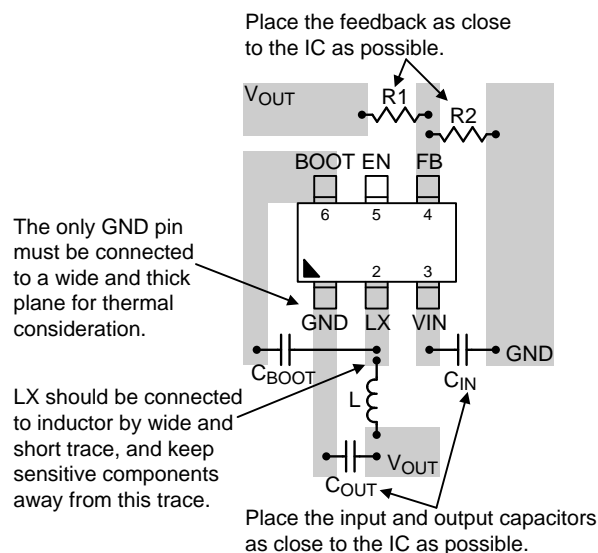 Place the feedback as close
to the IC as possible.
VOUT
R1
R2
BOOT EN FB
6 5 4
The only GND pin
must be connected
to a wide and thick
plane for thermal
consideration.
2 3
GND LX VIN
CBOOT
CIN
GND
LX should be connected
to inductor by wide and
short trace, and keep
sensitive components
away from this trace.
L
VOUT
COUT
Place the input and output capacitors
as close to the IC as possible.